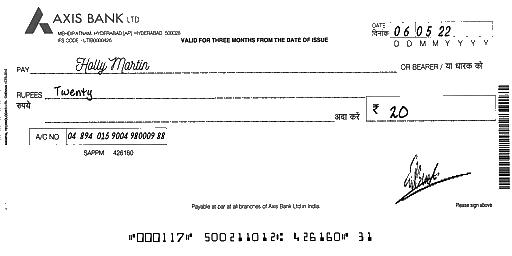 AXIS BANK LTD
MEHDIPATNAM, HYDERABAD [AP] HYDERABAD 500028
IFS CODE - UTIB0000426
VALID FOR THREE MONTHS FROM THE DATE OF ISSUE
DATE
दिनांक 06 05 22
D D M M Y Y Y Y
PAY Holly Martin OR BEARER / या धारक को
RUPEES Twenty
रुपये अदा करें ₹ 20
A/C NO 04 894 015 9004 980009 88
SAPPM 426160
Payable at par at all branches of Axis Bank Ltd in India.
Please sign above
"000117" 500211012: 426160" 31